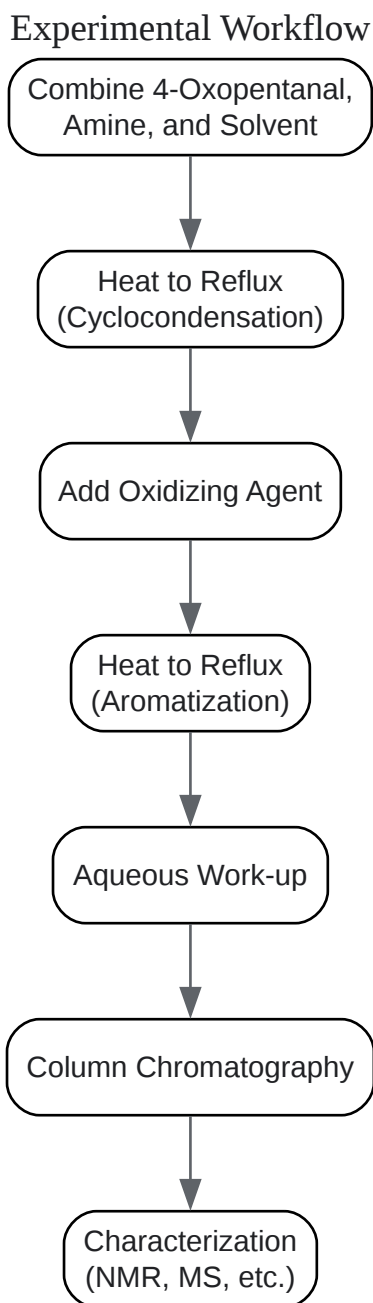 Experimental Workflow
Combine 4-Oxopentanal,
Amine, and Solvent
Heat to Reflux
(Cyclocondensation)
Add Oxidizing Agent
Heat to Reflux
(Aromatization)
Aqueous Work-up
Column Chromatography
Characterization
(NMR, MS, etc.)